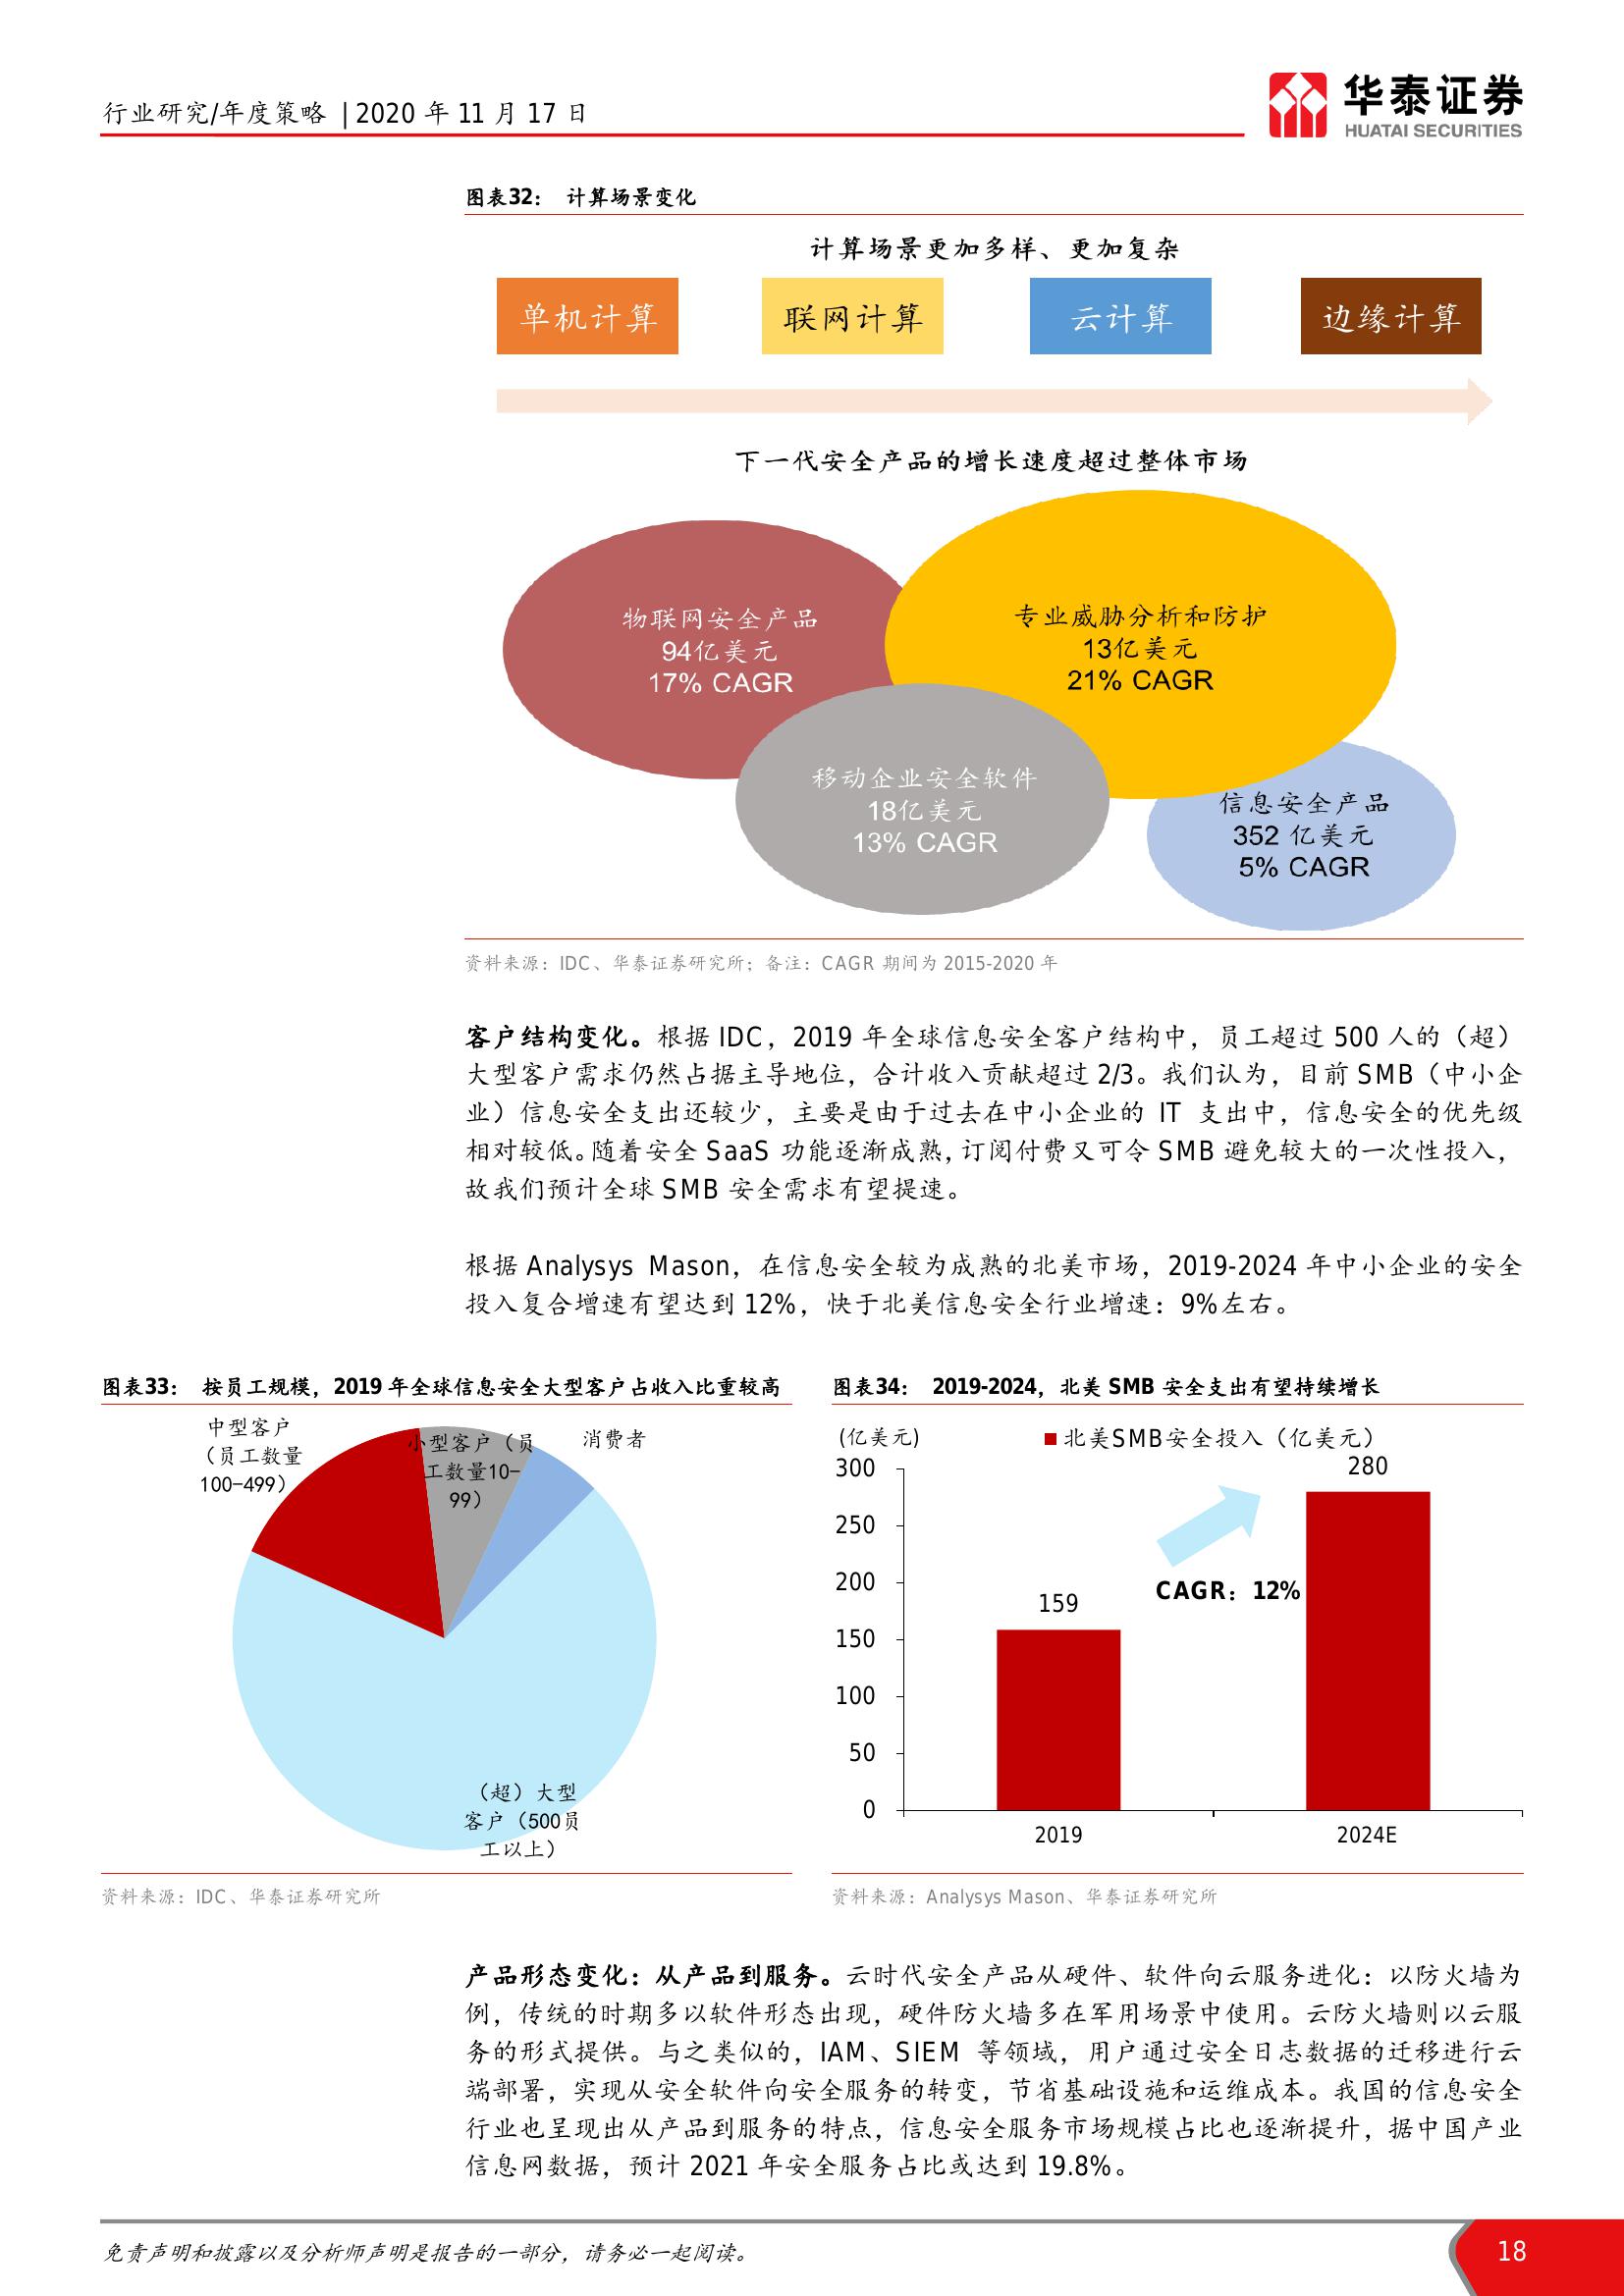 行业研究/年度策略 | 2020 年 11 月 17 日
华泰证券
HUATAI SECURITIES
图表32： 计算场景变化
计算场景更加多样、更加复杂
单机计算
联网计算
云计算
边缘计算
下一代安全产品的增长速度超过整体市场
物联网安全产品
94亿美元
17% CAGR
专业威胁分析和防护
13亿美元
21% CAGR
移动企业安全软件
18亿美元
13% CAGR
信息安全产品
352 亿美元
5% CAGR
资料来源：IDC、华泰证券研究所；备注：CAGR 期间为 2015-2020 年
客户结构变化。根据 IDC，2019 年全球信息安全客户结构中，员工超过 500 人的（超）
大型客户需求仍然占据主导地位，合计收入贡献超过 2/3。我们认为，目前 SMB（中小企
业）信息安全支出还较少，主要是由于过去在中小企业的 IT 支出中，信息安全的优先级
相对较低。随着安全 SaaS 功能逐渐成熟，订阅付费又可令 SMB 避免较大的一次性投入，
故我们预计全球 SMB 安全需求有望提速。
根据 Analysys Mason，在信息安全较为成熟的北美市场，2019-2024 年中小企业的安全
投入复合增速有望达到 12%，快于北美信息安全行业增速：9%左右。
图表33： 按员工规模，2019 年全球信息安全大型客户占收入比重较高
中型客户
（员工数量
100-499）
小型客户（员
工数量10-
99）
消费者
（超）大型
客户（500员
工以上）
资料来源：IDC、华泰证券研究所
图表34： 2019-2024，北美 SMB 安全支出有望持续增长
(亿美元)
北美SMB安全投入（亿美元）
300
250
200
150
100
50
0
159
280
CAGR：12%
2019
2024E
资料来源：Analysys Mason、华泰证券研究所
产品形态变化：从产品到服务。云时代安全产品从硬件、软件向云服务进化：以防火墙为
例，传统的时期多以软件形态出现，硬件防火墙多在军用场景中使用。云防火墙则以云服
务的形式提供。与之类似的，IAM、SIEM 等领域，用户通过安全日志数据的迁移进行云
端部署，实现从安全软件向安全服务的转变，节省基础设施和运维成本。我国的信息安全
行业也呈现出从产品到服务的特点，信息安全服务市场规模占比也逐渐提升，据中国产业
信息网数据，预计 2021 年安全服务占比或达到 19.8%。
免责声明和披露以及分析师声明是报告的一部分，请务必一起阅读。
18